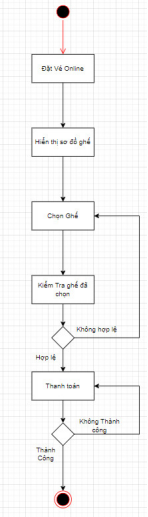 Đặt Vé Online
Hiển thị sơ đồ ghế
Chọn Ghế
Kiểm Tra ghế đã
chọn
Không hợp lệ
Hợp lệ
Thanh toán
Không Thành
công
Thành
Công